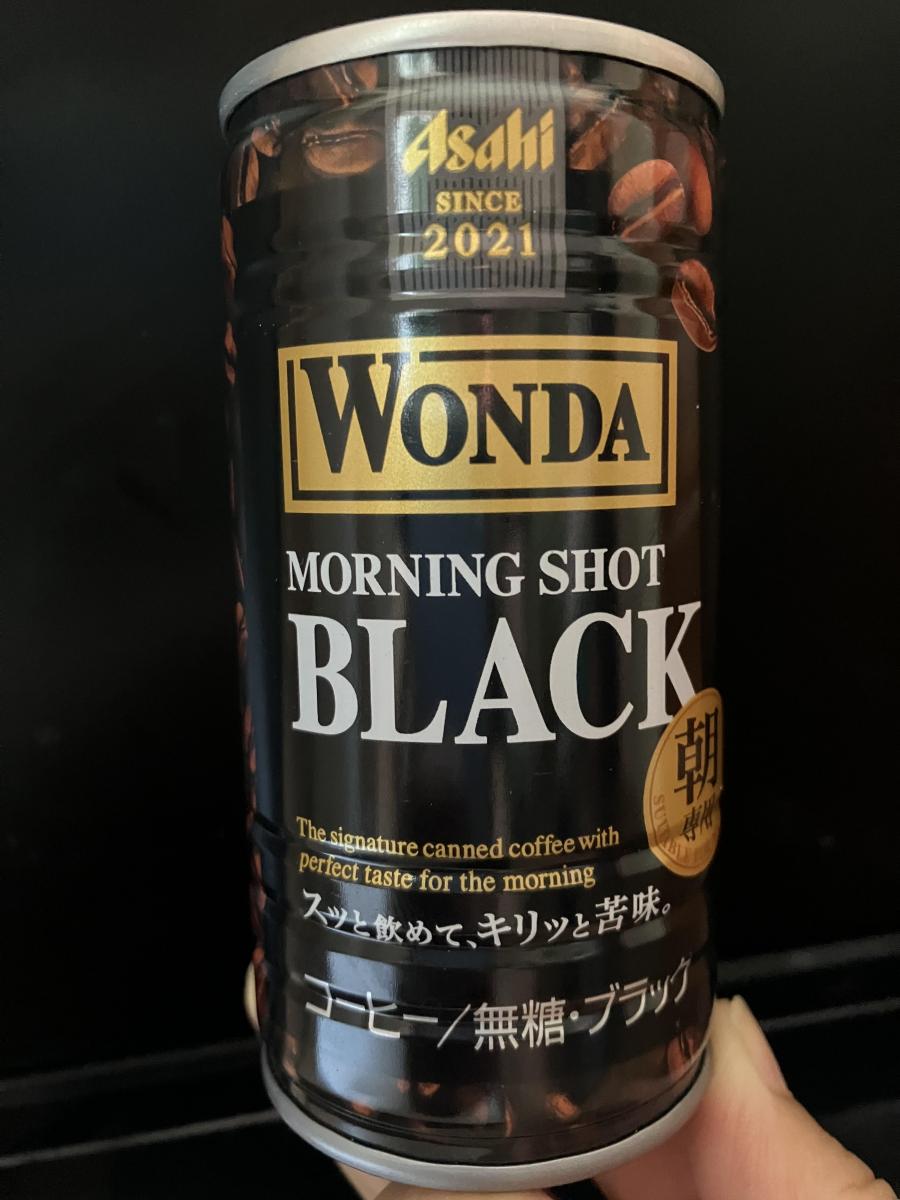 Asahi
SINCE
2021
WONDA
MORNING SHOT
BLACK
朝
専用
The signature canned coffee with
perfect taste for the morning
スッと飲めて、キリッと苦味。
コーヒー/無糖・ブラック